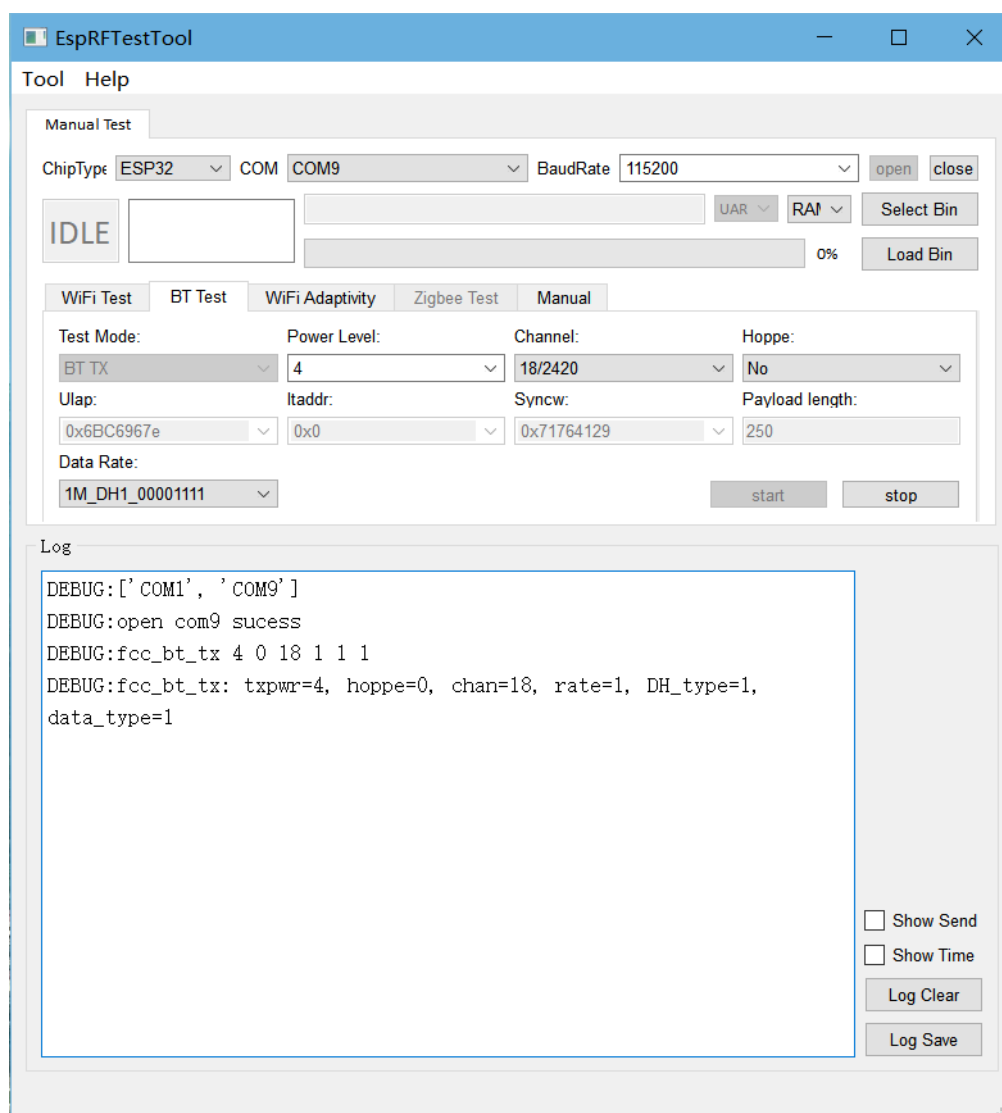 EspRFTestTool
Tool Help
Manual Test
ChipType ESP32 COM COM9 BaudRate 115200 open close
IDLE UAR RAM Select Bin
0% Load Bin
WiFi Test BT Test WiFi Adaptivity Zigbee Test Manual
Test Mode: Power Level: Channel: Hoppe:
BT TX 4 18/2420 No
Ulap: ltaddr: Syncw: Payload length:
0x6BC6967e 0x0 0x71764129 250
Data Rate:
1M_DH1_00001111 start stop
Log
DEBUG:['COM1', 'COM9']
DEBUG:open com9 sucess
DEBUG:fcc_bt_tx 4 0 18 1 1 1
DEBUG:fcc_bt_tx: txpwr=4, hoppe=0, chan=18, rate=1, DH_type=1,
data_type=1
Show Send
Show Time
Log Clear
Log Save